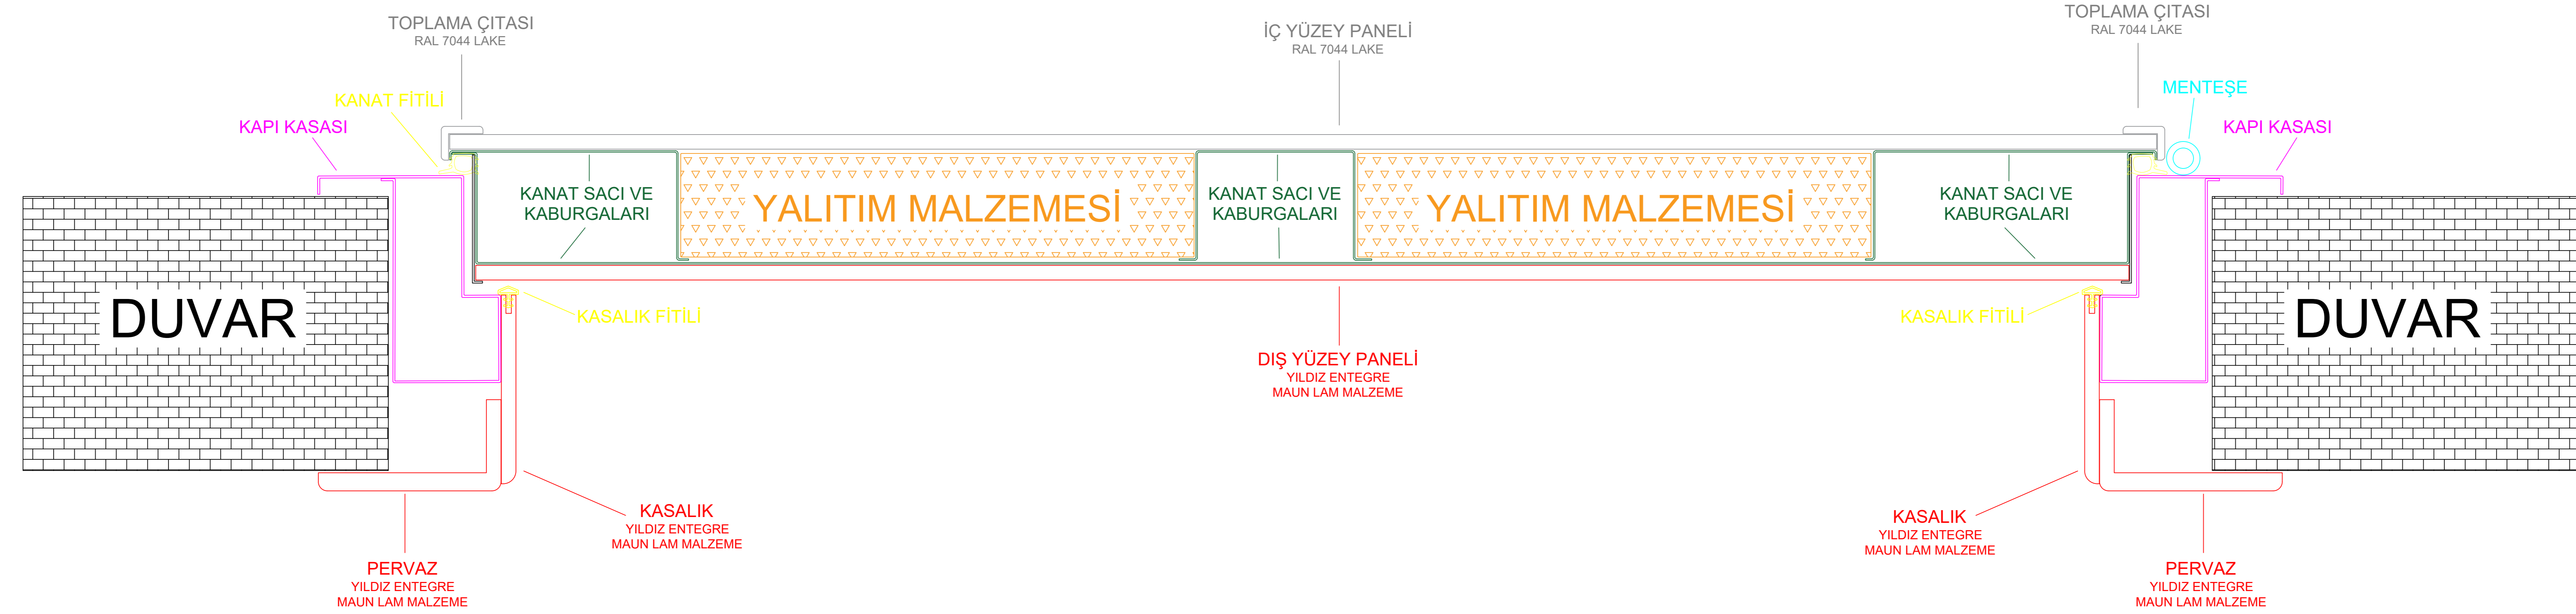 TOPLAMA ÇITASI
RAL 7044 LAKE
İÇ YÜZEY PANELİ
RAL 7044 LAKE
TOPLAMA ÇITASI
RAL 7044 LAKE
KANAT FİTİLİ
KAPI KASASI
MENTEŞE
KAPI KASASI
KANAT SACI VE
KABURGALARI
YALITIM MALZEMESİ
KANAT SACI VE
KABURGALARI
YALITIM MALZEMESİ
KANAT SACI VE
KABURGALARI
DUVAR
KASALIK FİTİLİ
KASALIK FİTİLİ
DUVAR
DIŞ YÜZEY PANELİ
YILDIZ ENTEGRE
MAUN LAM MALZEME
KASALIK
YILDIZ ENTEGRE
MAUN LAM MALZEME
KASALIK
YILDIZ ENTEGRE
MAUN LAM MALZEME
PERVAZ
YILDIZ ENTEGRE
MAUN LAM MALZEME
PERVAZ
YILDIZ ENTEGRE
MAUN LAM MALZEME